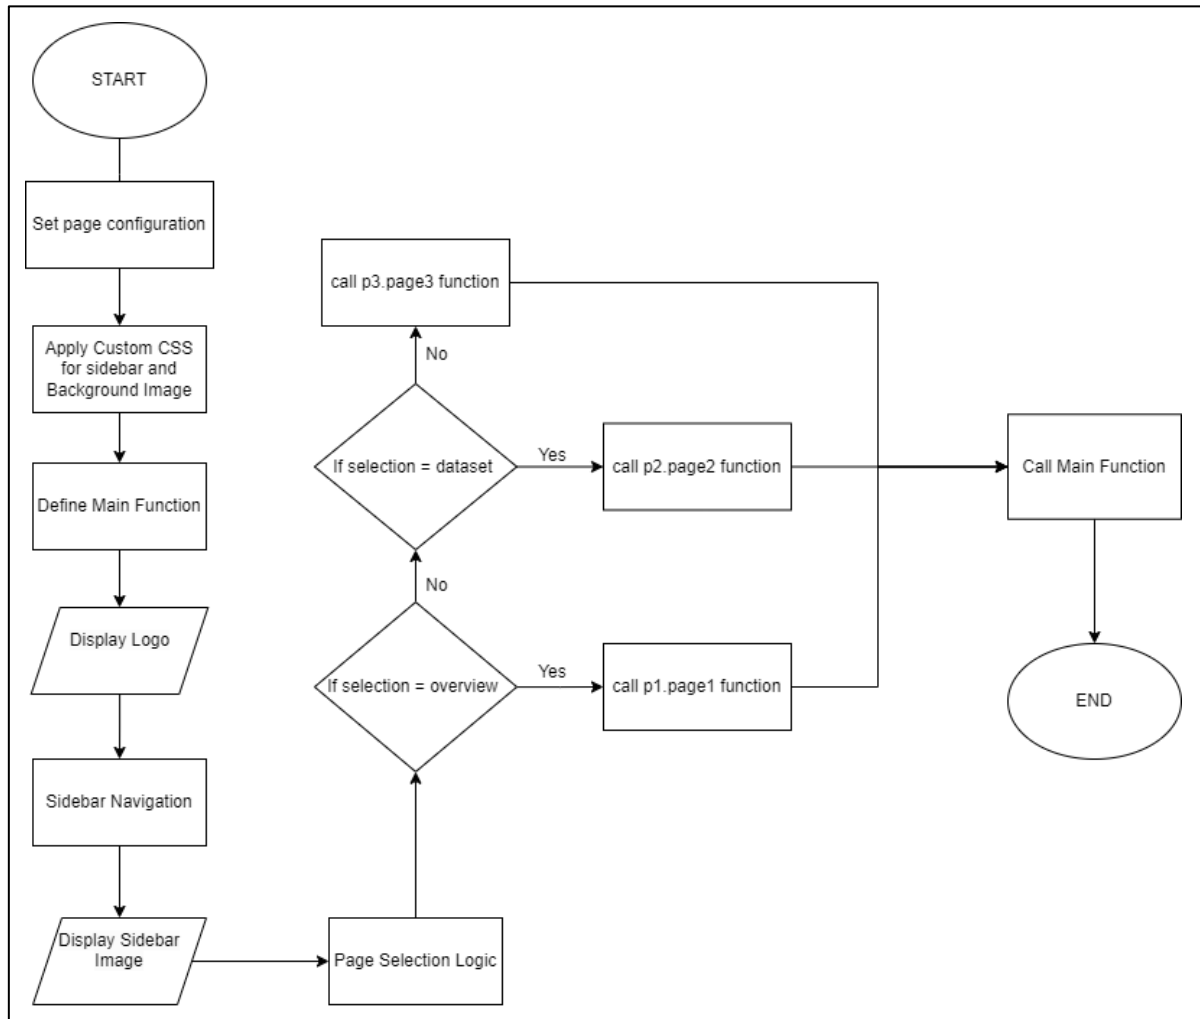 START
Set page configuration
Apply Custom CSS
for sidebar and
Background Image
Define Main Function
Display Logo
Sidebar Navigation
Display Sidebar
Image
Page Selection Logic
If selection = overview
Yes
call p1.page1 function
No
If selection = dataset
Yes
call p2.page2 function
No
call p3.page3 function
Call Main Function
END